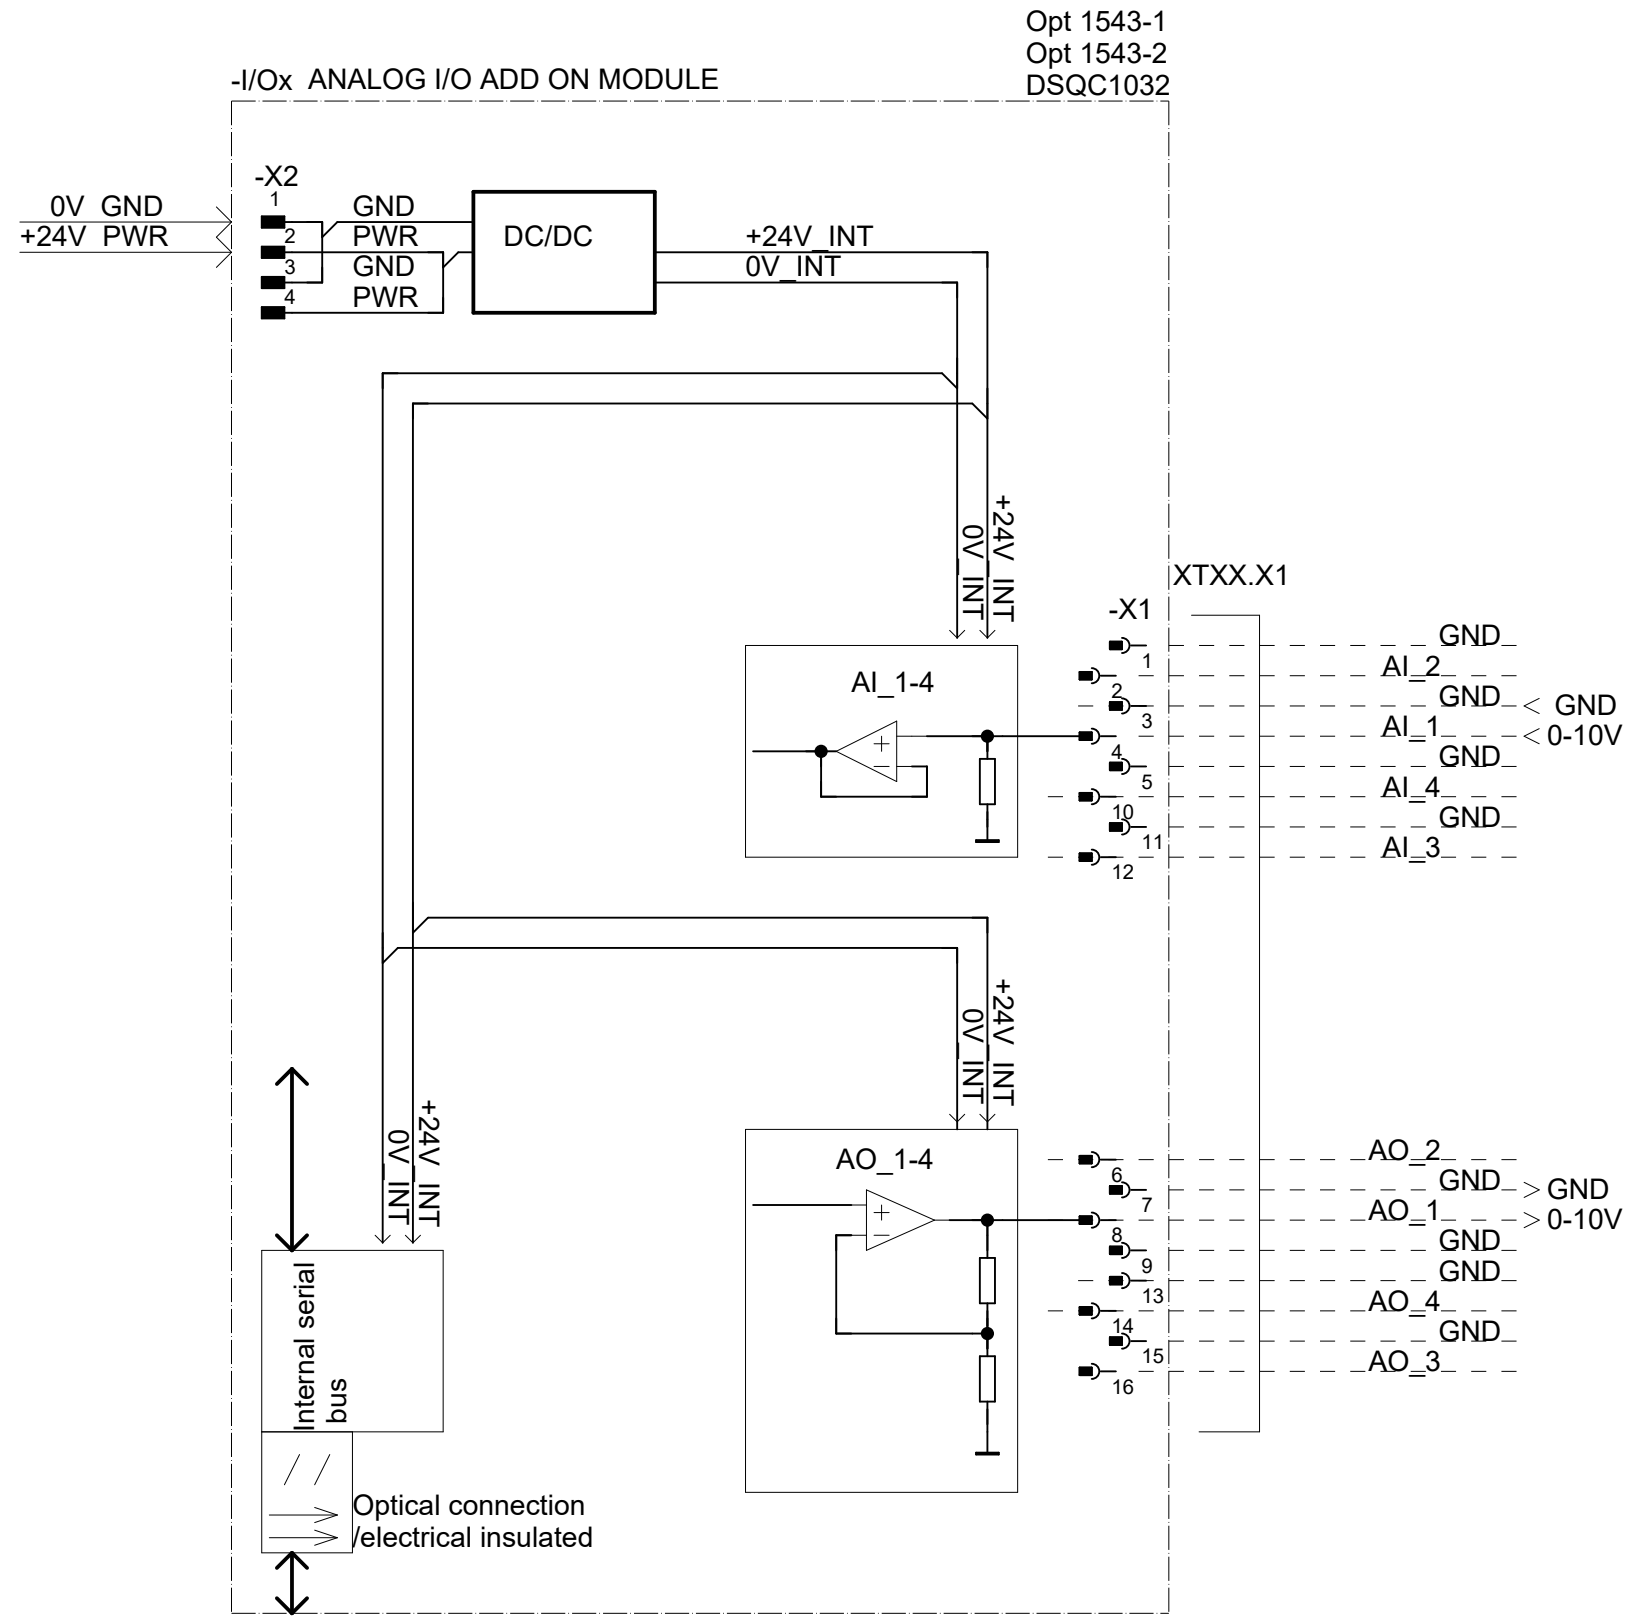 Opt 1543-1
Opt 1543-2
DSQC1032
-I/Ox ANALOG I/O ADD ON MODULE
-X2
1
0V GND
GND
+24V PWR
2
PWR
DC/DC
+24V_INT
3
GND
0V_INT
4
PWR
+24V_INT
0V_INT
XTXX.X1
-X1
GND
1
AI_2
AI_1-4
2
GND
GND
3
AI_1
0-10V
4
GND
5
AI_4
10
GND
11
AI_3
12
+24V_INT
0V_INT
+24V_INT
0V_INT
AO_1-4
AO_2
6
GND
GND
7
AO_1
0-10V
8
GND
9
GND
13
AO_4
14
GND
15
AO_3
16
Internal serial
bus
Optical connection
/electrical insulated